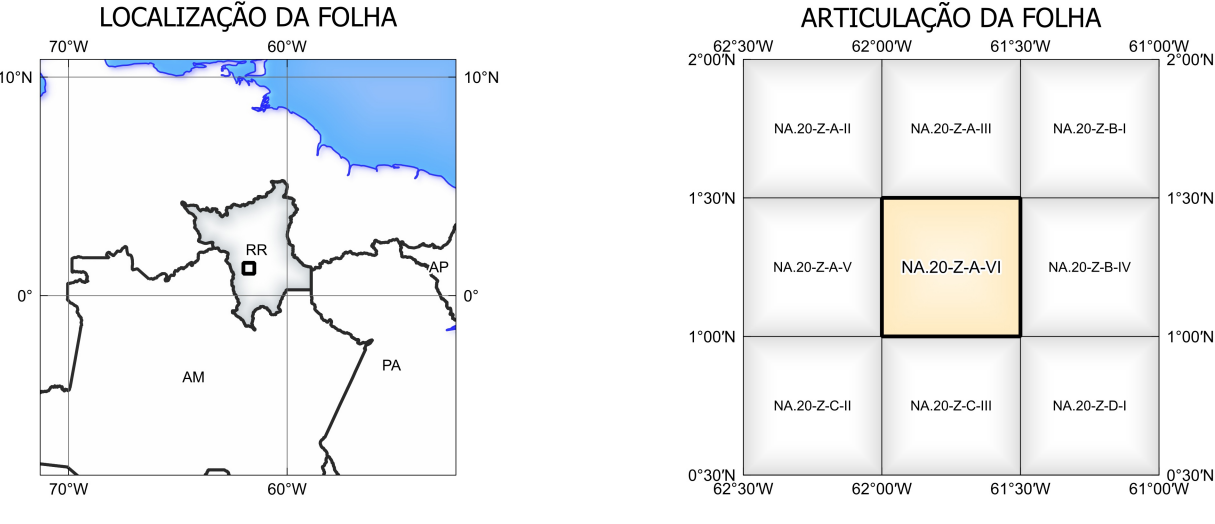 LOCALIZAÇÃO DA FOLHA
70°W 60°W
10°N 10°N
RR
AP
0° 0°
PA
AM
70°W 60°W
ARTICULAÇÃO DA FOLHA
62°30'W 62°00'W 61°30'W 61°00'W
2°00'N 2°00'N
NA.20-Z-A-II NA.20-Z-A-III NA.20-Z-B-I
1°30'N 1°30'N
NA.20-Z-A-V NA.20-Z-A-VI NA.20-Z-B-IV
1°00'N 1°00'N
NA.20-Z-C-II NA.20-Z-C-III NA.20-Z-D-I
0°30'N 0°30'N
62°30'W 62°00'W 61°30'W 61°00'W